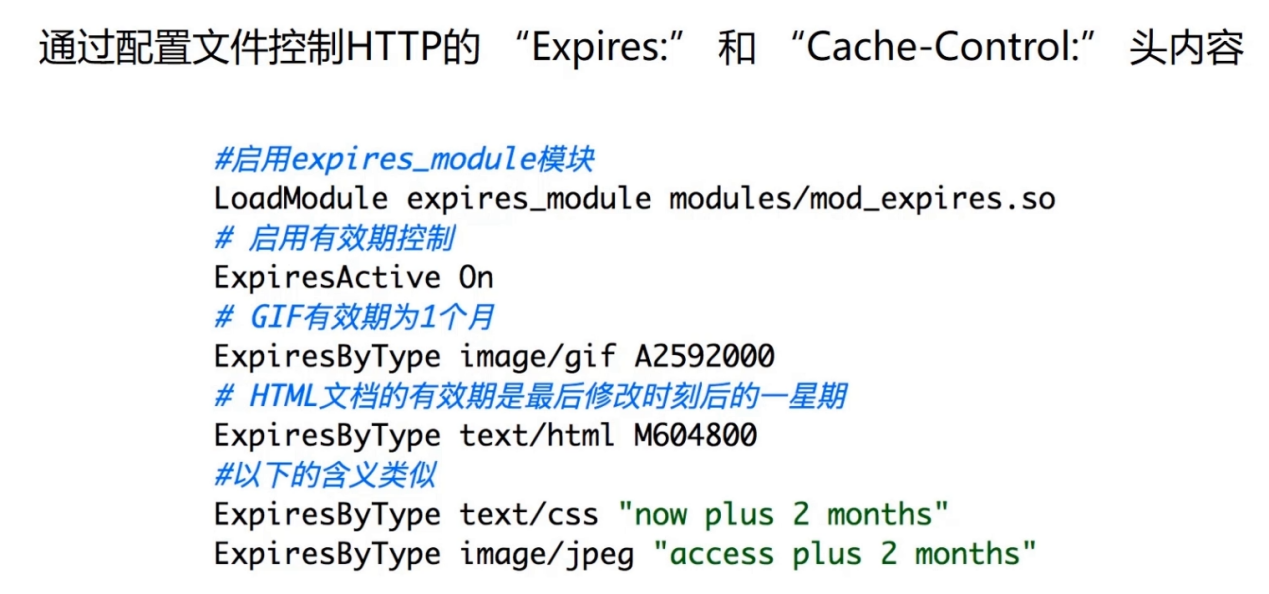 通过配置文件控制HTTP的 “Expires:” 和 “Cache-Control:” 头内容
#启用expires_module模块
LoadModule expires_module modules/mod_expires.so
# 启用有效期控制
ExpiresActive On
# GIF有效期为1个月
ExpiresByType image/gif A2592000
# HTML文档的有效期是最后修改时刻后的一星期
ExpiresByType text/html M604800
#以下的含义类似
ExpiresByType text/css "now plus 2 months"
ExpiresByType image/jpeg "access plus 2 months"